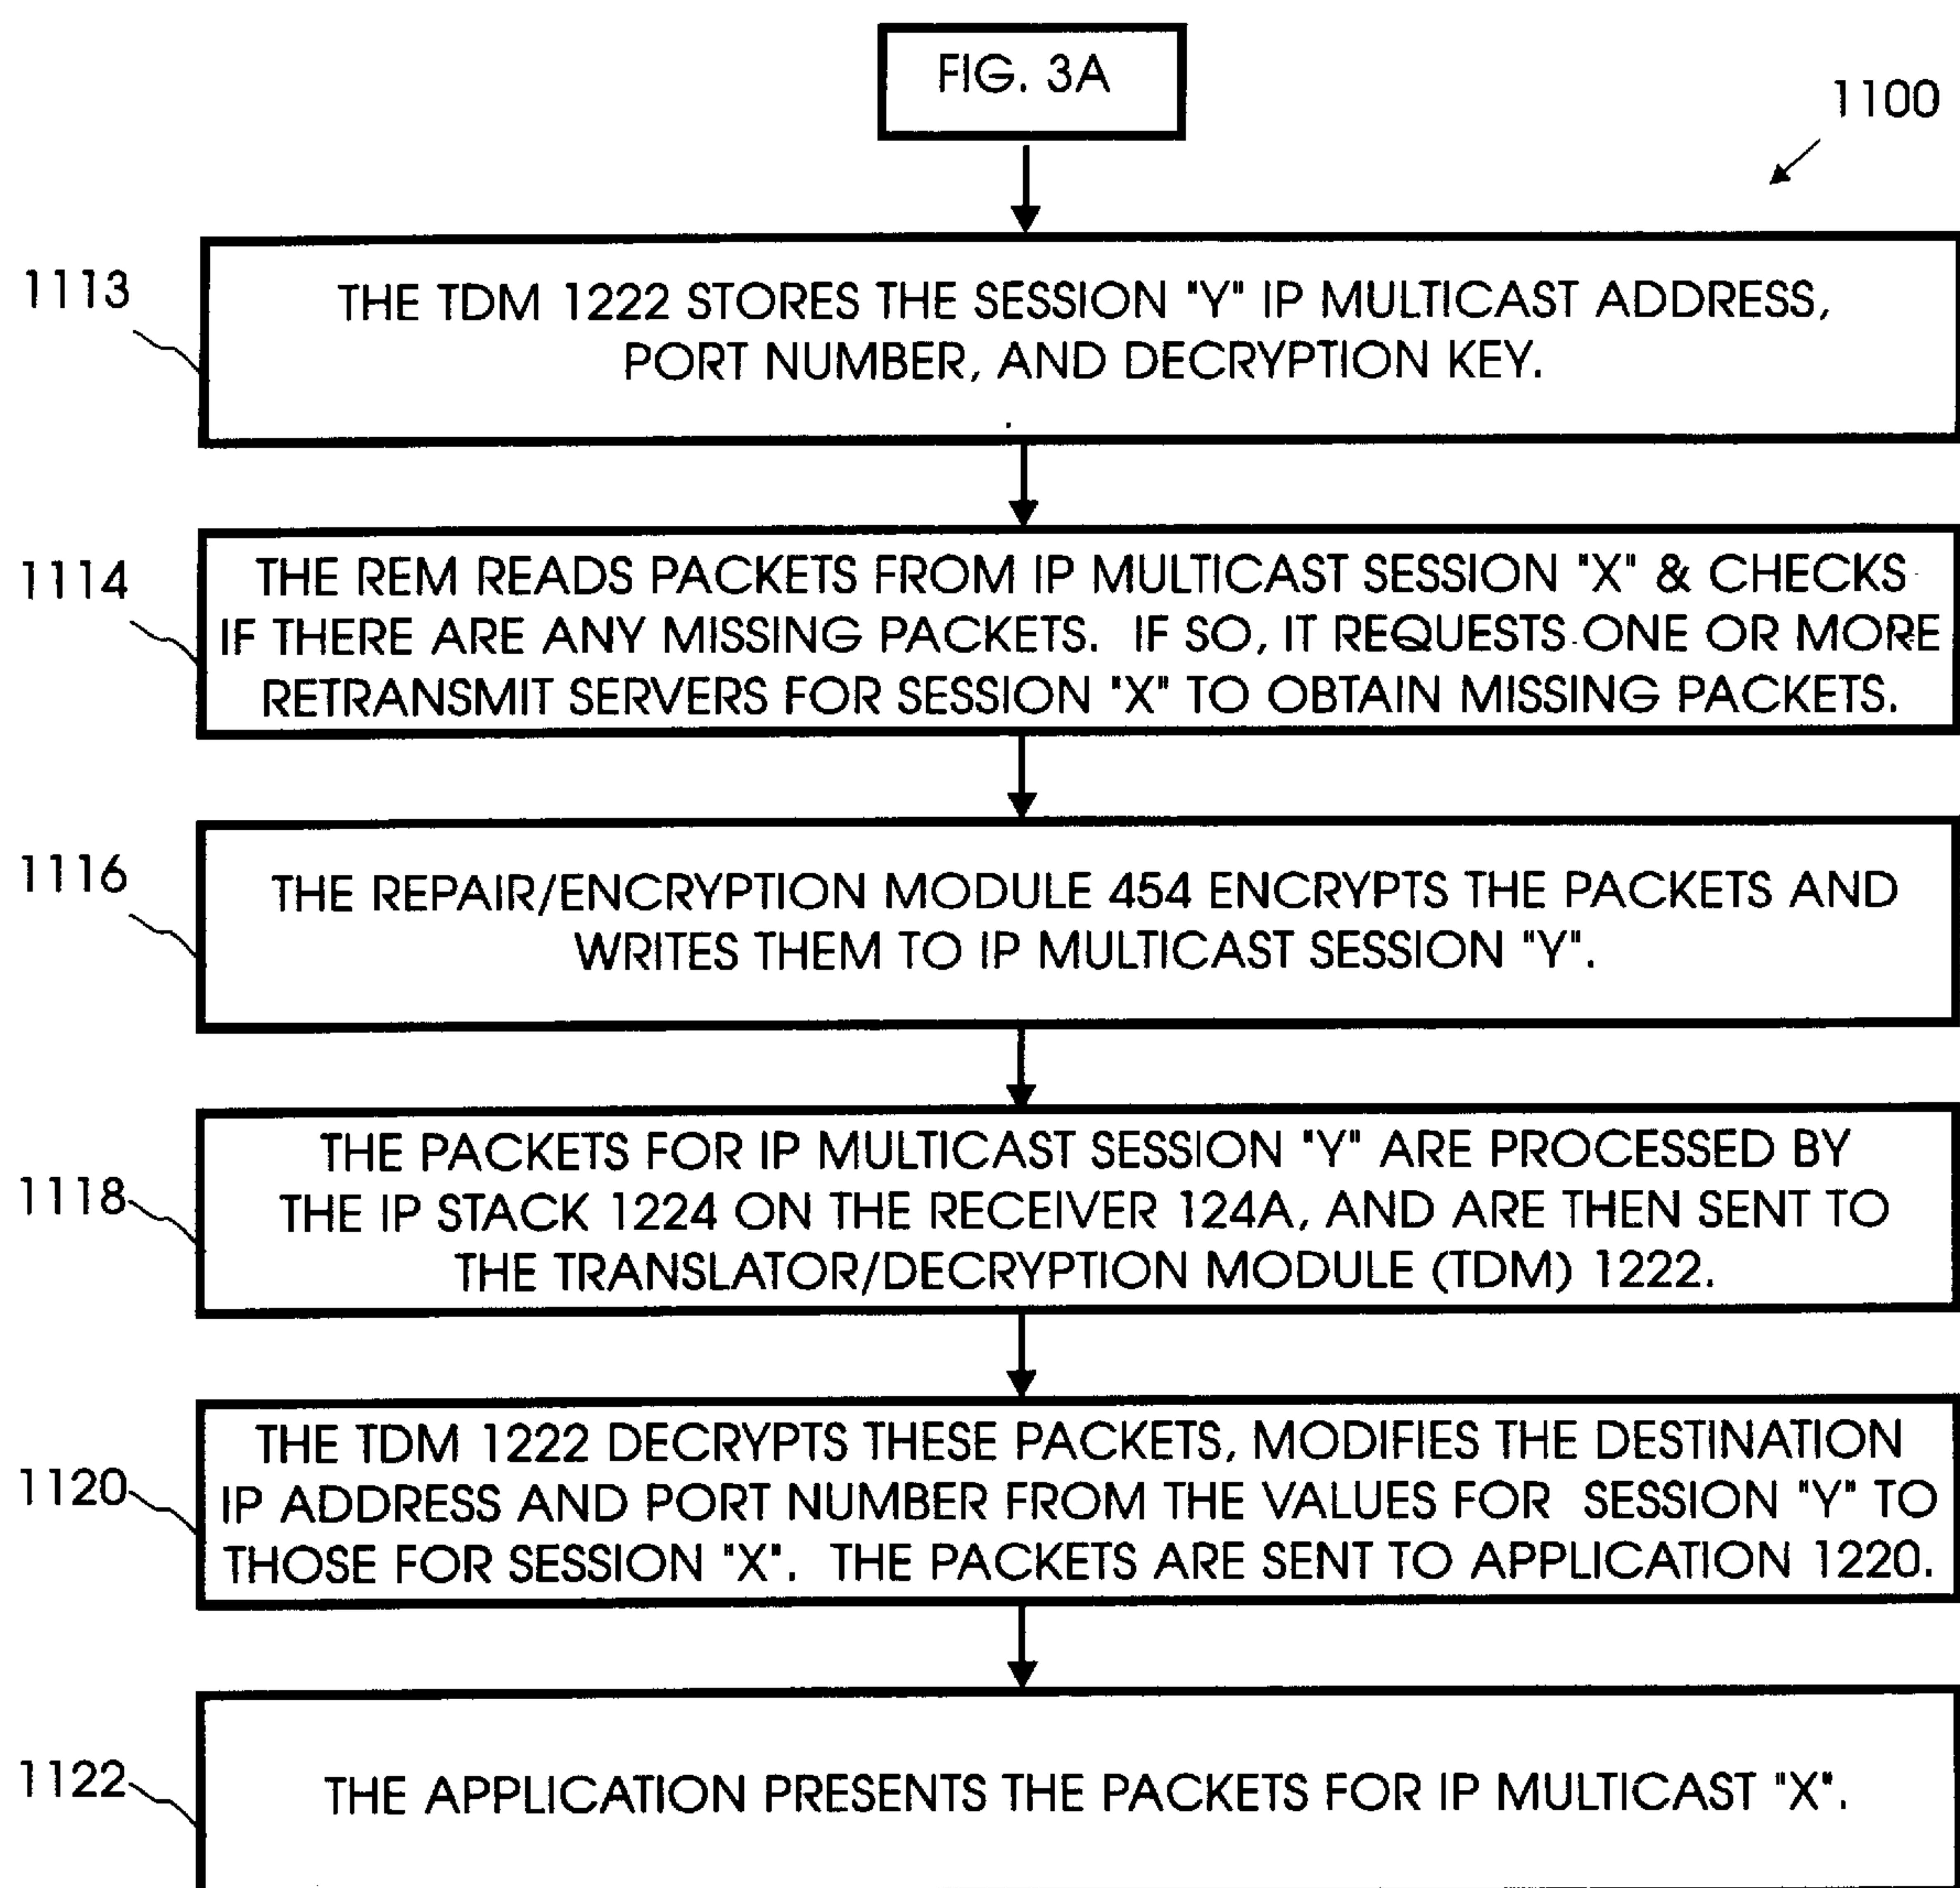 FIG. 3A
1100
1113
THE TDM 1222 STORES THE SESSION "Y" IP MULTICAST ADDRESS,
PORT NUMBER, AND DECRYPTION KEY.
1114
THE REM READS PACKETS FROM IP MULTICAST SESSION "X" & CHECKS
IF THERE ARE ANY MISSING PACKETS. IF SO, IT REQUESTS ONE OR MORE
RETRANSMIT SERVERS FOR SESSION "X" TO OBTAIN MISSING PACKETS.
1116
THE REPAIR/ENCRYPTION MODULE 454 ENCRYPTS THE PACKETS AND
WRITES THEM TO IP MULTICAST SESSION "Y".
1118
THE PACKETS FOR IP MULTICAST SESSION "Y" ARE PROCESSED BY
THE IP STACK 1224 ON THE RECEIVER 124A, AND ARE THEN SENT TO
THE TRANSLATOR/DECRYPTION MODULE (TDM) 1222.
1120
THE TDM 1222 DECRYPTS THESE PACKETS, MODIFIES THE DESTINATION
IP ADDRESS AND PORT NUMBER FROM THE VALUES FOR SESSION "Y" TO
THOSE FOR SESSION "X". THE PACKETS ARE SENT TO APPLICATION 1220.
1122
THE APPLICATION PRESENTS THE PACKETS FOR IP MULTICAST "X".